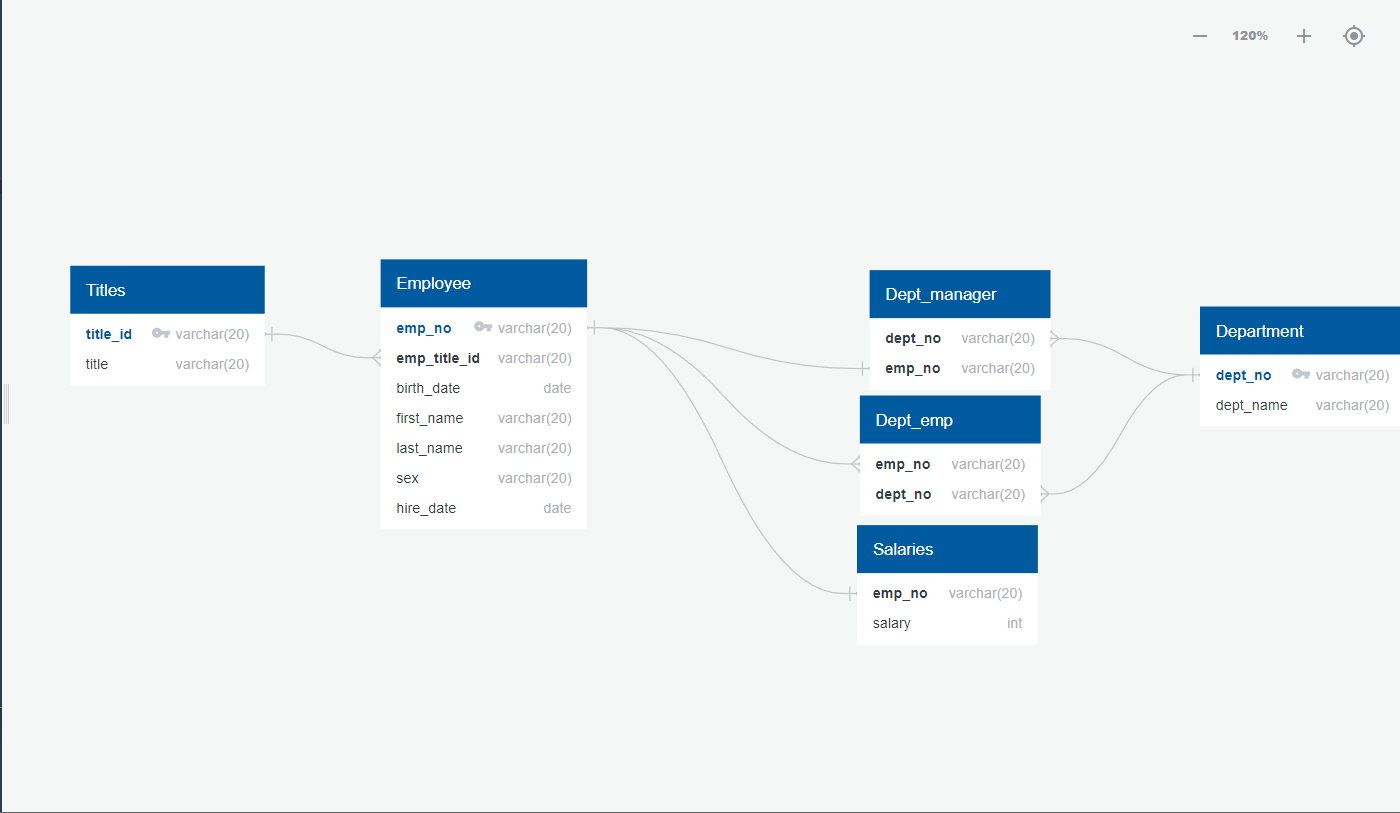 120%
Titles
title_id varchar(20)
title varchar(20)
Employee
emp_no varchar(20)
emp_title_id varchar(20)
birth_date date
first_name varchar(20)
last_name varchar(20)
sex varchar(20)
hire_date date
Dept_manager
dept_no varchar(20)
emp_no varchar(20)
Dept_emp
emp_no varchar(20)
dept_no varchar(20)
Salaries
emp_no varchar(20)
salary int
Department
dept_no varchar(20)
dept_name varchar(20)